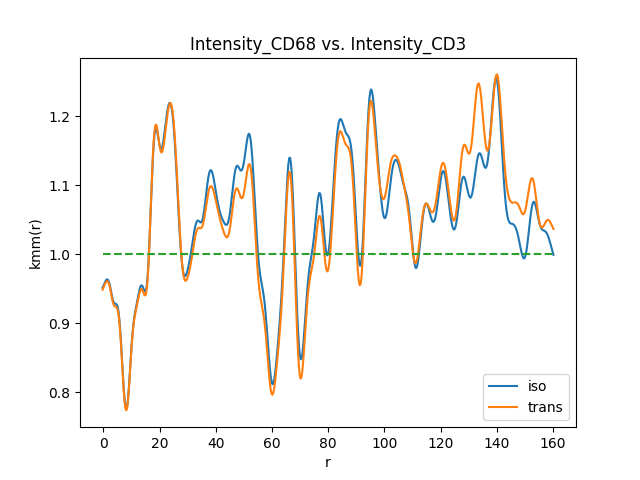 Intensity_CD68 vs. Intensity_CD3
kmm(r)
1.2
1.1
1.0
0.9
0.8
0 20 40 60 80 100 120 140 160
r
iso
trans